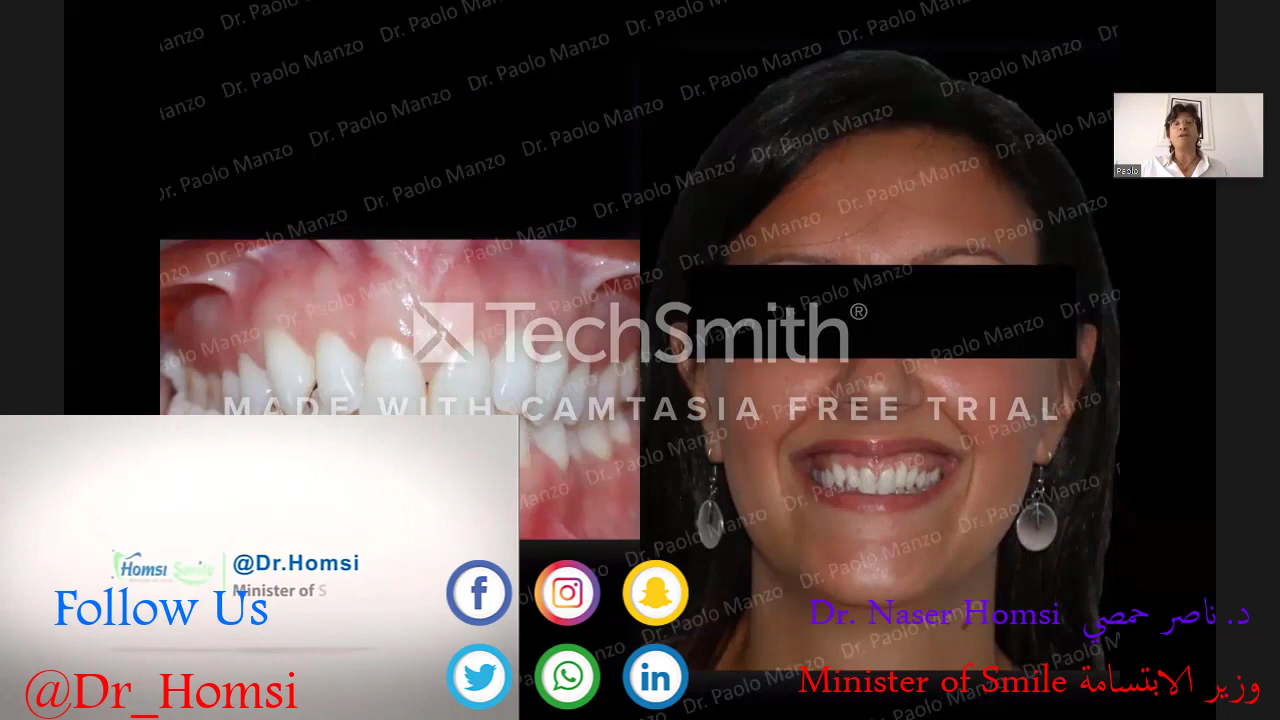 Dr. Paolo Manzo
Paolo
TechSmith®
MADE WITH CAMTASIA FREE TRIAL
Homsi Smile
@Dr.Homsi
Minister of S
Follow Us
@Dr_Homsi
Dr. Naser Homsi د. ناصر حمصي
Minister of Smile وزير الابتسامة